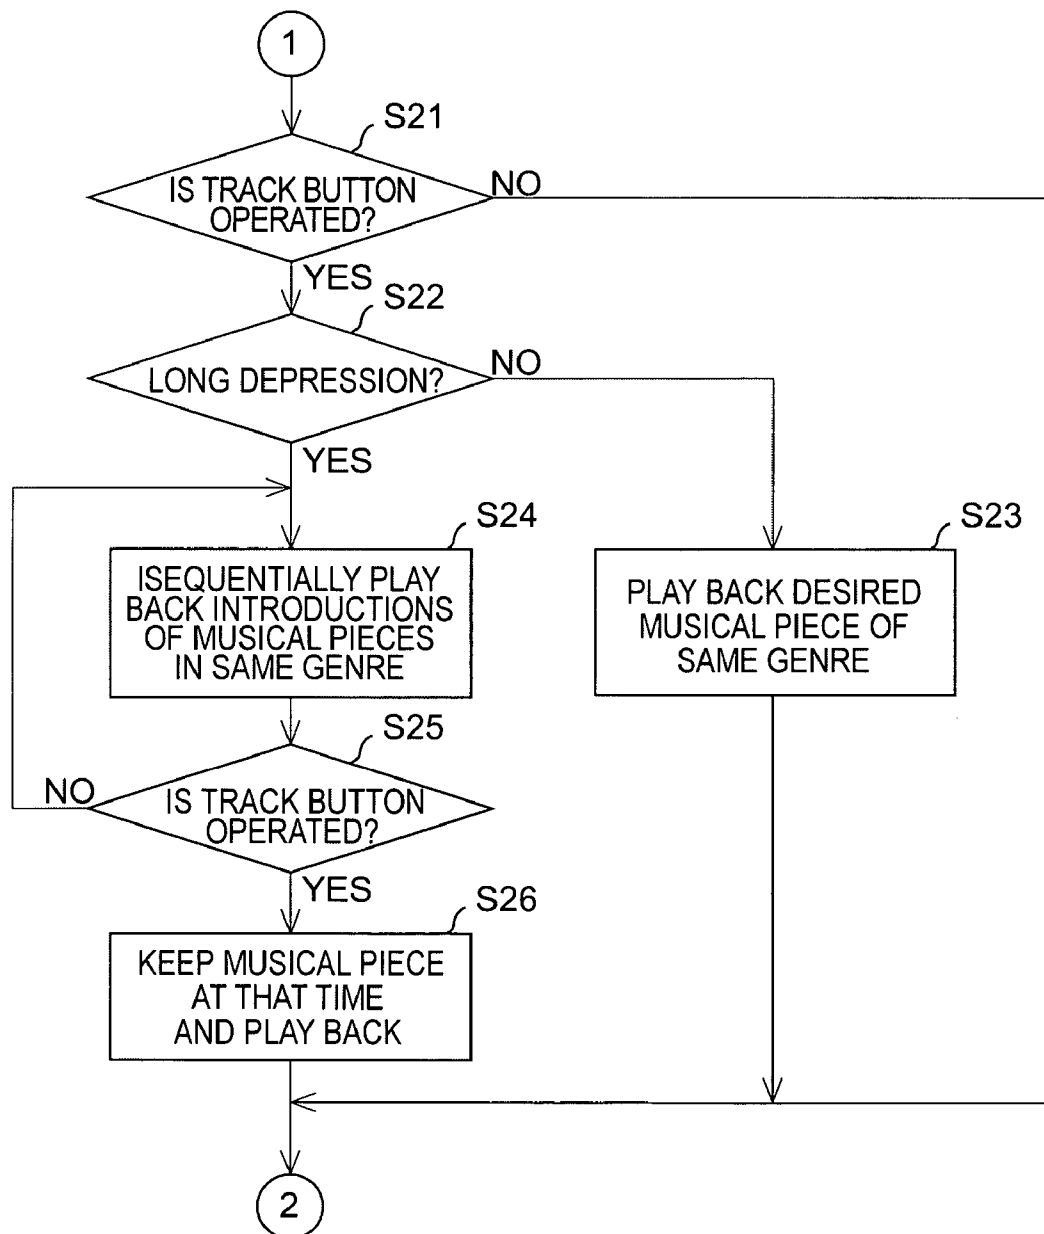 1
S21
IS TRACK BUTTON
OPERATED?
NO
YES
S22
LONG DEPRESSION?
NO
YES
S24
ISEQUENTIALLY PLAY
BACK INTRODUCTIONS
OF MUSICAL PIECES
IN SAME GENRE
S23
PLAY BACK DESIRED
MUSICAL PIECE OF
SAME GENRE
S25
IS TRACK BUTTON
OPERATED?
NO
YES
S26
KEEP MUSICAL PIECE
AT THAT TIME
AND PLAY BACK
2